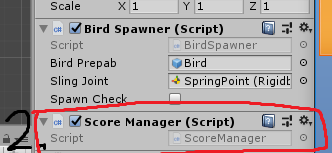 Scale X 1 Y 1 Z 1
Bird Spawner (Script)
Script BirdSpawner
Bird Prepab Bird
Sling Joint SpringPoint (Rigidb
Spawn Check
2
Score Manager (Script)
Script ScoreManager